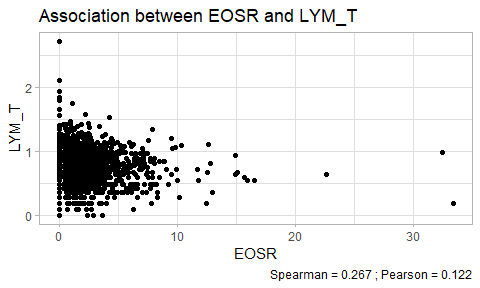 Association between EOSR and LYM_T
LYM_T
2
1
0
0
10
20
30
EOSR
Spearman = 0.267 ; Pearson = 0.122